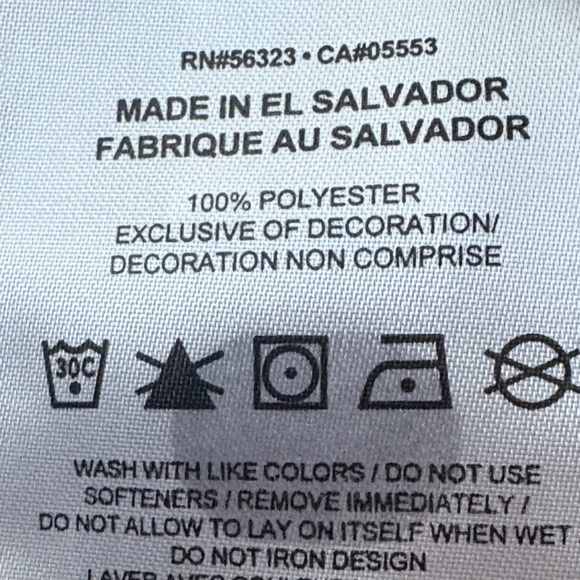 RN#56323 • CA#05553
MADE IN EL SALVADOR
FABRIQUE AU SALVADOR
100% POLYESTER
EXCLUSIVE OF DECORATION/
DECORATION NON COMPRISE
30C
WASH WITH LIKE COLORS / DO NOT USE
SOFTENERS / REMOVE IMMEDIATELY /
DO NOT ALLOW TO LAY ON ITSELF WHEN WET
DO NOT IRON DESIGN
LAVER AVEC